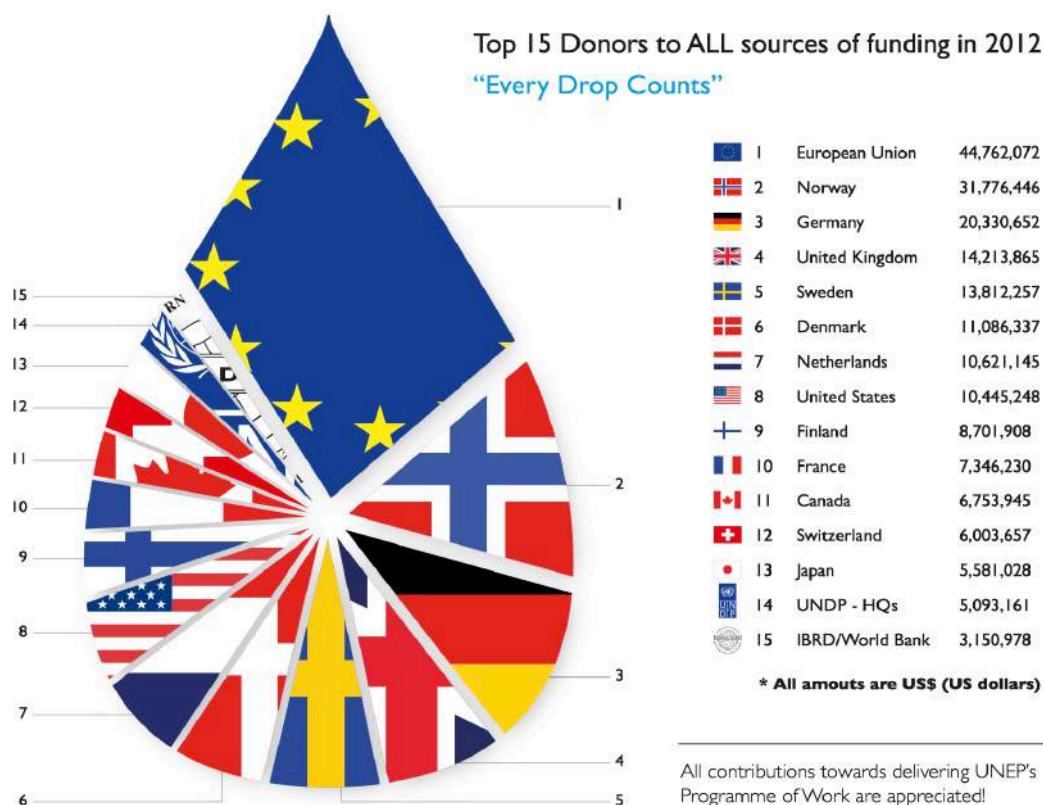 Top 15 Donors to ALL sources of funding in 2012
“Every Drop Counts”
1 European Union 44,762,072
2 Norway 31,776,446
3 Germany 20,330,652
4 United Kingdom 14,213,865
5 Sweden 13,812,257
6 Denmark 11,086,337
7 Netherlands 10,621,145
8 United States 10,445,248
9 Finland 8,701,908
10 France 7,346,230
11 Canada 6,753,945
12 Switzerland 6,003,657
13 Japan 5,581,028
UN
DP
14 UNDP - HQs 5,093,161
15 IBRD/World Bank 3,150,978
* All amouts are US$ (US dollars)
All contributions towards delivering UNEP's
Programme of Work are appreciated!
1
2
3
4
5
15
14
13
12
11
10
9
8
7
6
RN